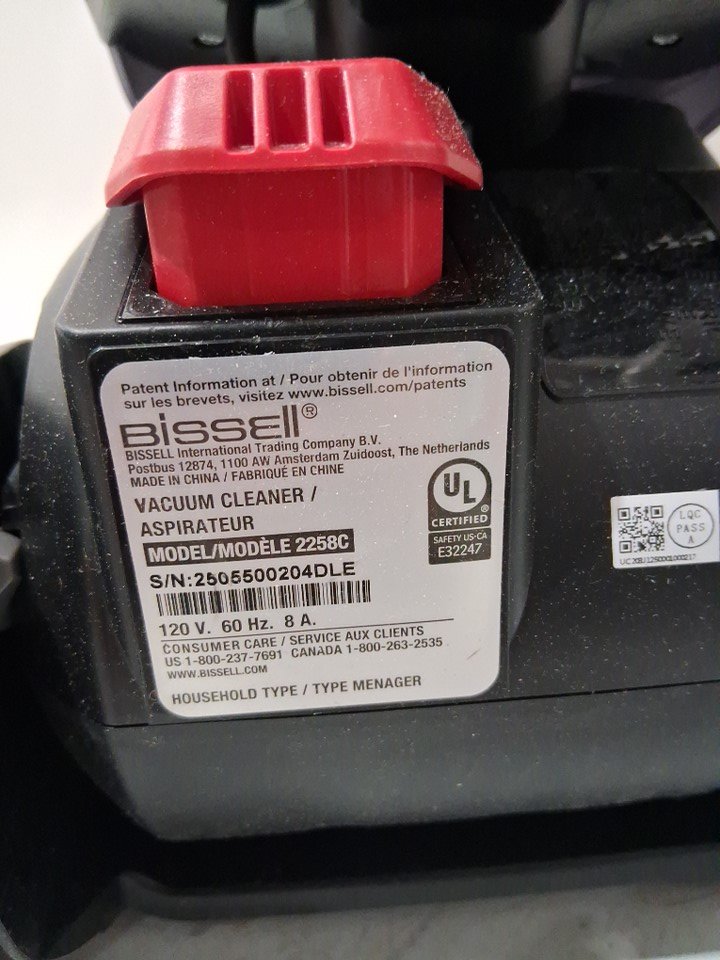 Patent Information at / Pour obtenir de l'information
sur les brevets, visitez www.bissell.com/patents
BISSELL®
BISSELL International Trading Company B.V.
Postbus 12874, 1100 AW Amsterdam Zuidoost, The Netherlands
MADE IN CHINA / FABRIQUÉ EN CHINE
VACUUM CLEANER /
ASPIRATEUR
UL
CERTIFIED
SAFETY US-CA
E32247
MODEL/MODÈLE 2258C
S/N:2505500204DLE
120 V. 60 Hz. 8 A.
CONSUMER CARE / SERVICE AUX CLIENTS
US 1-800-237-7691 CANADA 1-800-263-2535
WWW.BISSELL.COM
HOUSEHOLD TYPE / TYPE MENAGER
LQC
PASS
A